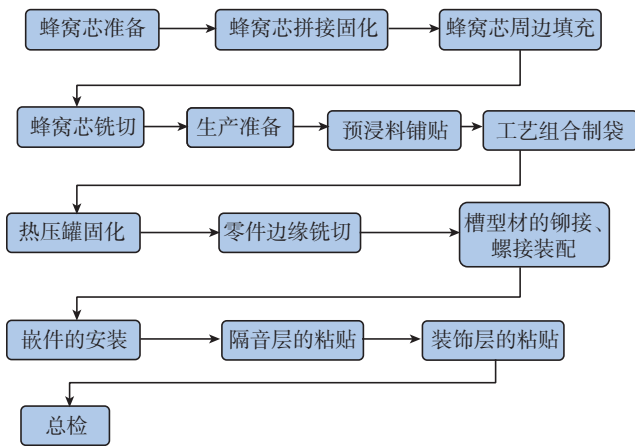 蜂窝芯准备
蜂窝芯拼接固化
蜂窝芯周边填充
蜂窝芯铣切
生产准备
预浸料铺贴
工艺组合制袋
热压罐固化
零件边缘铣切
槽型材的铆接、
螺接装配
嵌件的安装
隔音层的粘贴
装饰层的粘贴
总检